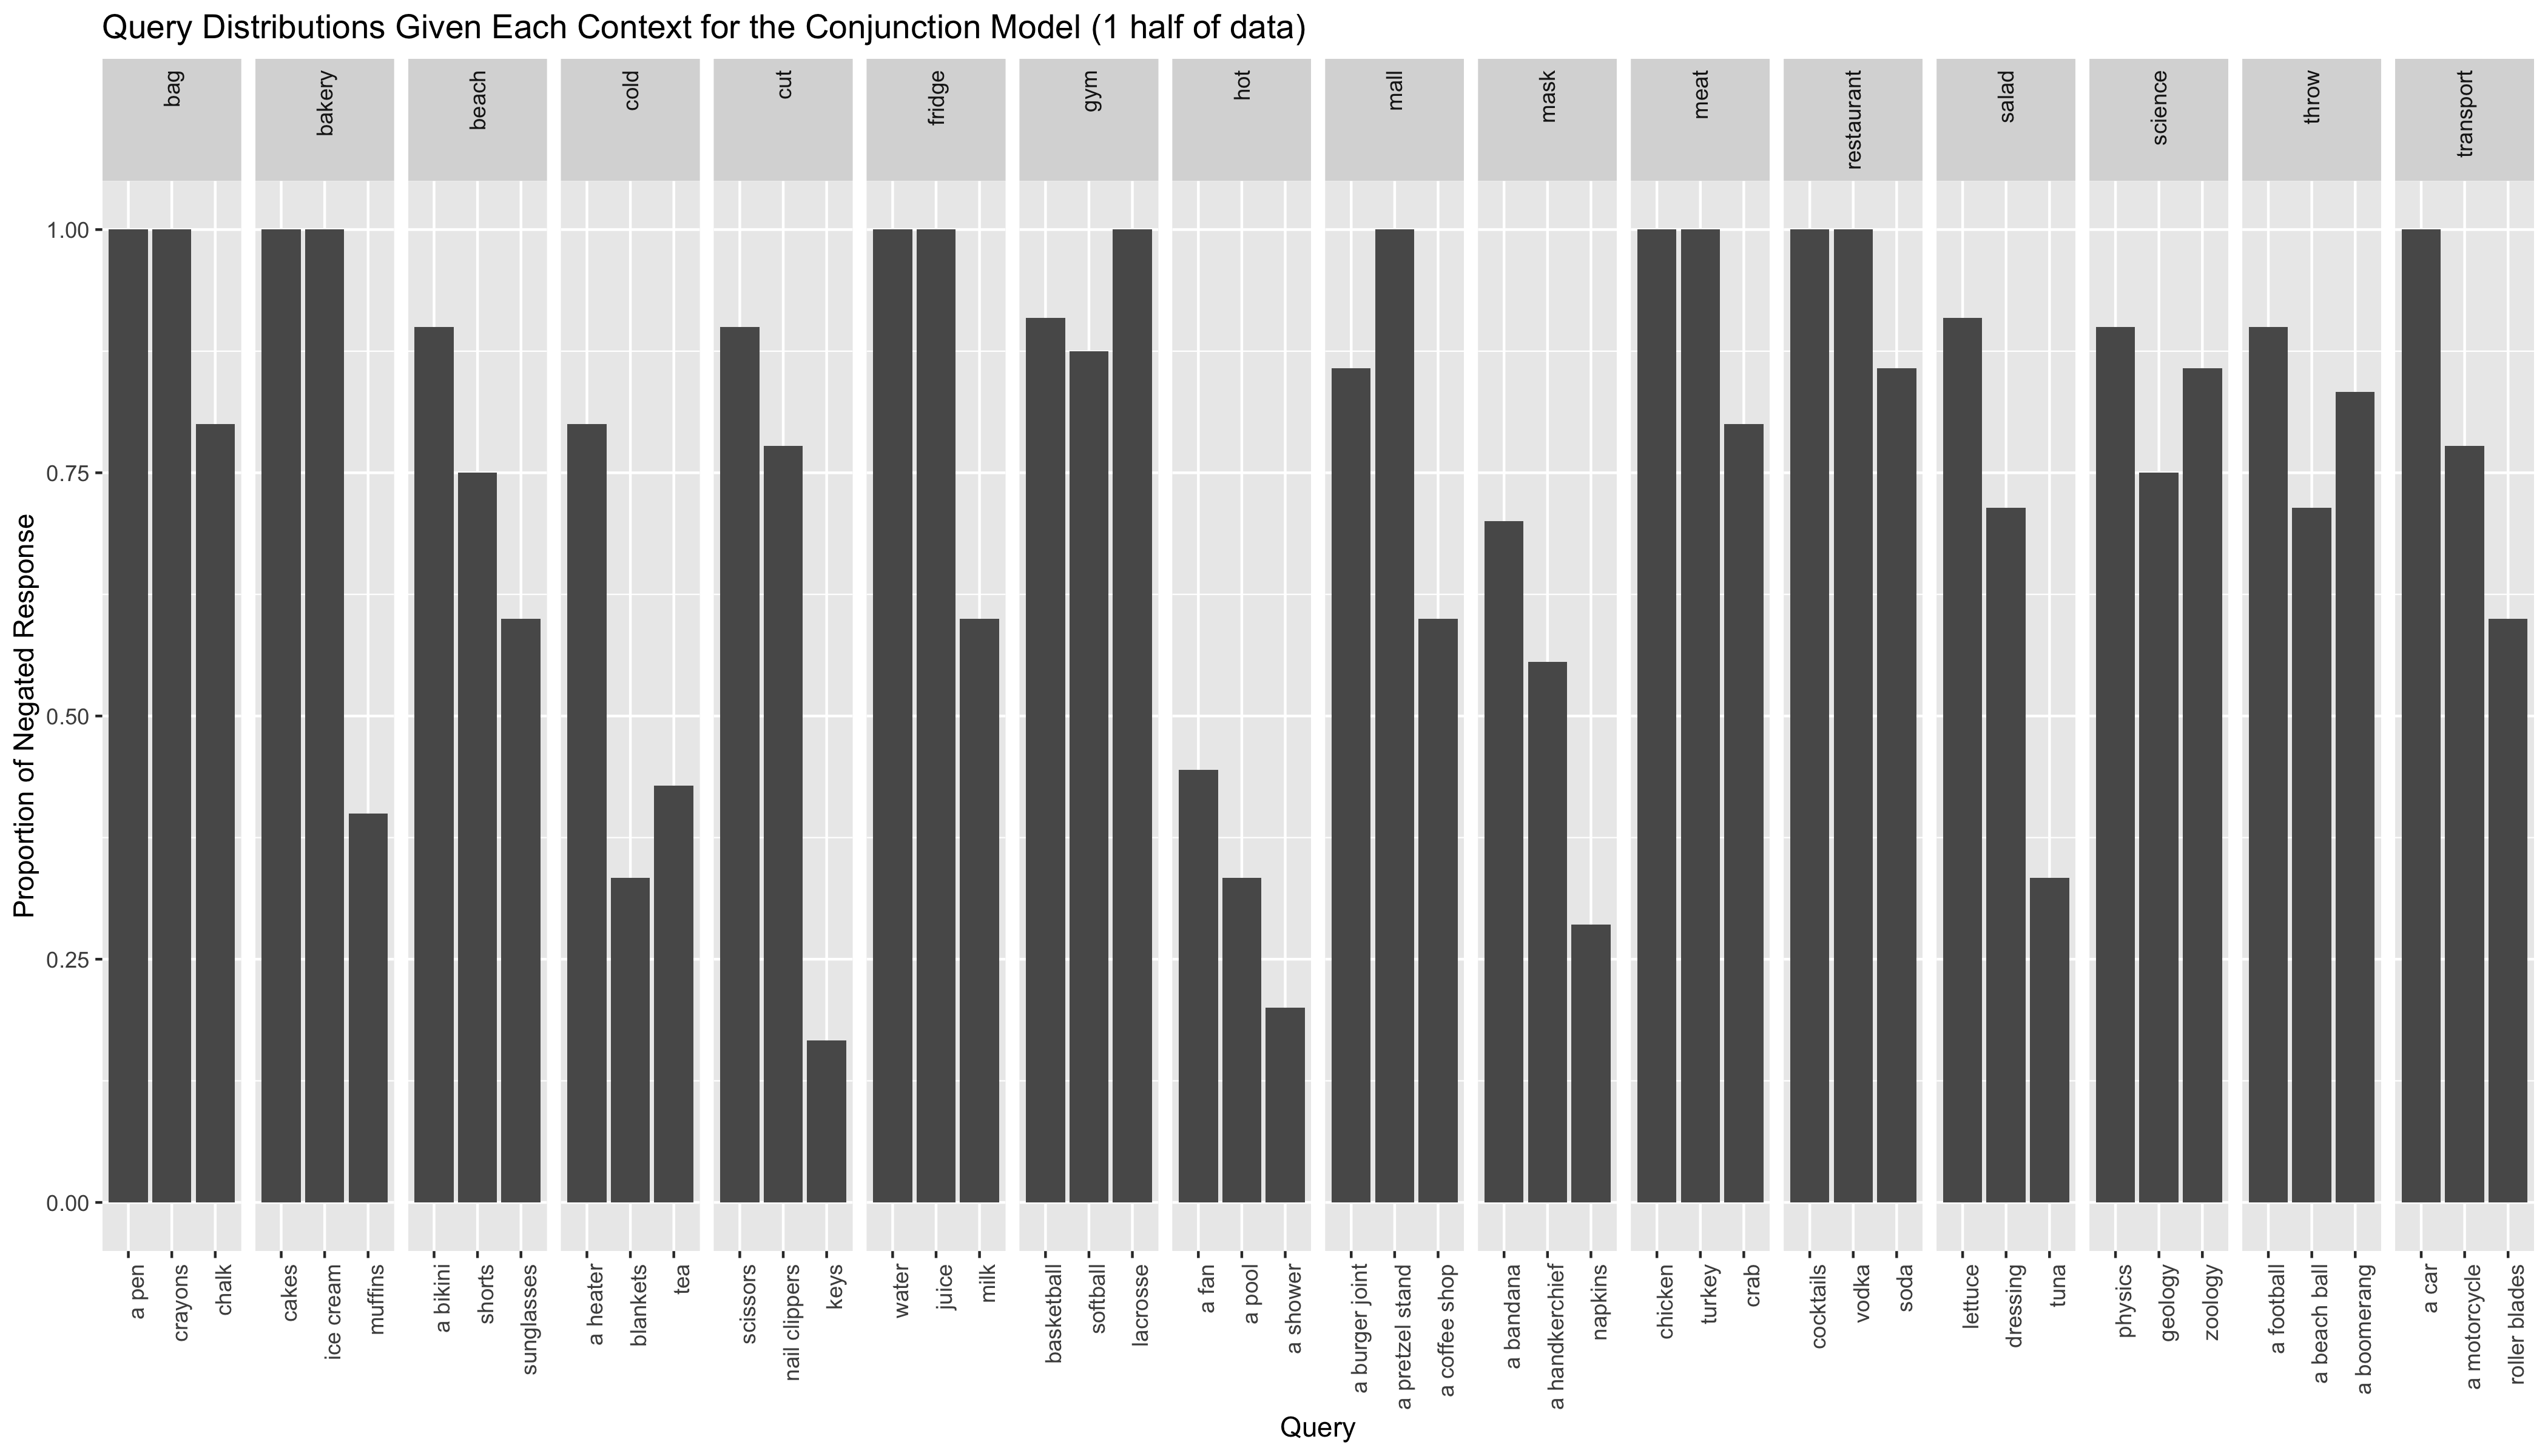 Query Distributions Given Each Context for the Conjunction Model (1 half of data)
bag
bakery
beach
cold
cut
fridge
gym
hot
mall
mask
meat
restaurant
salad
science
throw
transport
Proportion of Negated Response
1.00
0.75
0.50
0.25
0.00
a pen
crayons
chalk
cakes
ice cream
muffins
a bikini
shorts
sunglasses
a heater
blankets
tea
scissors
nail clippers
keys
water
juice
milk
basketball
softball
lacrosse
a fan
a pool
a shower
a burger joint
a pretzel stand
a coffee shop
a bandana
a handkerchief
napkins
chicken
turkey
crab
cocktails
vodka
soda
lettuce
dressing
tuna
physics
geology
zoology
a football
a beach ball
a boomerang
a car
a motorcycle
roller blades
Query